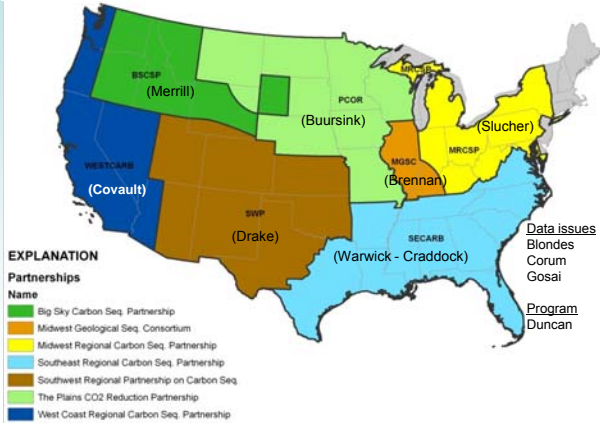 MRCSB
BSCSP
(Merrill)
PCOR
(Buursink)
(Slucher)
MGSC
MRCSP
(Brennan)
WESTCARB
(Covault)
SWP
(Drake)
SECARB
(Warwick - Craddock)
Data issues
Blondes
Corum
Gosai
Program
Duncan
EXPLANATION
Partnerships
Name
Big Sky Carbon Seq. Partnership
Midwest Geological Seq. Consortium
Midwest Regional Carbon Seq. Partnership
Southeast Regional Carbon Seq. Partnership
Southwest Regional Partnership on Carbon Seq.
The Plains CO2 Reduction Partnership
West Coast Regional Carbon Seq. Partnership